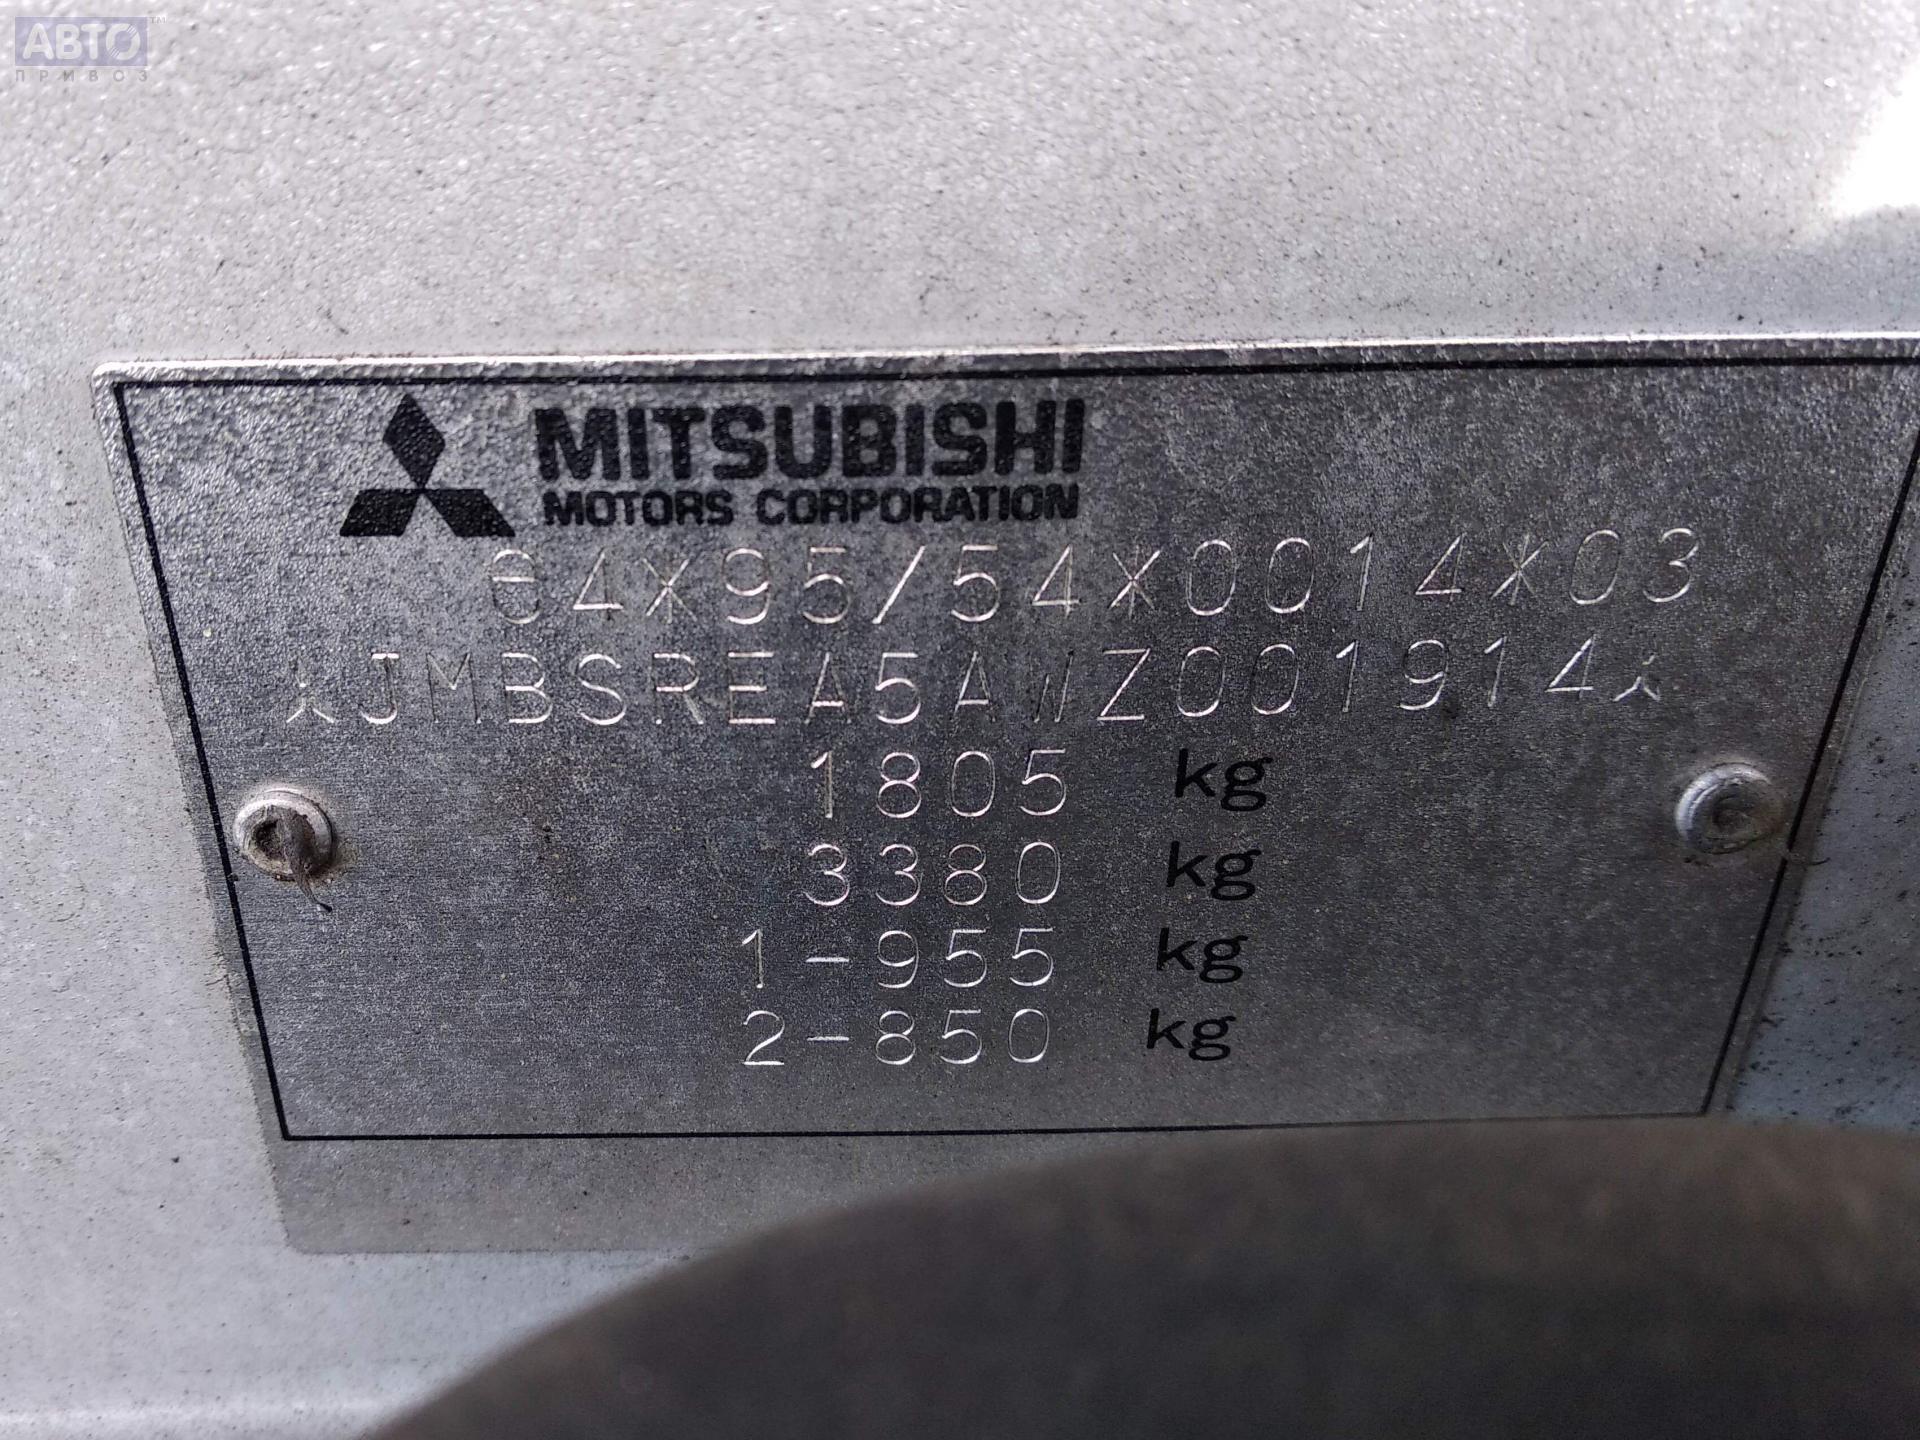 АВТО™
ПРИВОЗ
MITSUBISHI
MOTORS CORPORATION
e4*95/54*0014*03
*JMBSREA5AWZ001914*
1805 kg
3380 kg
1-955 kg
2-850 kg